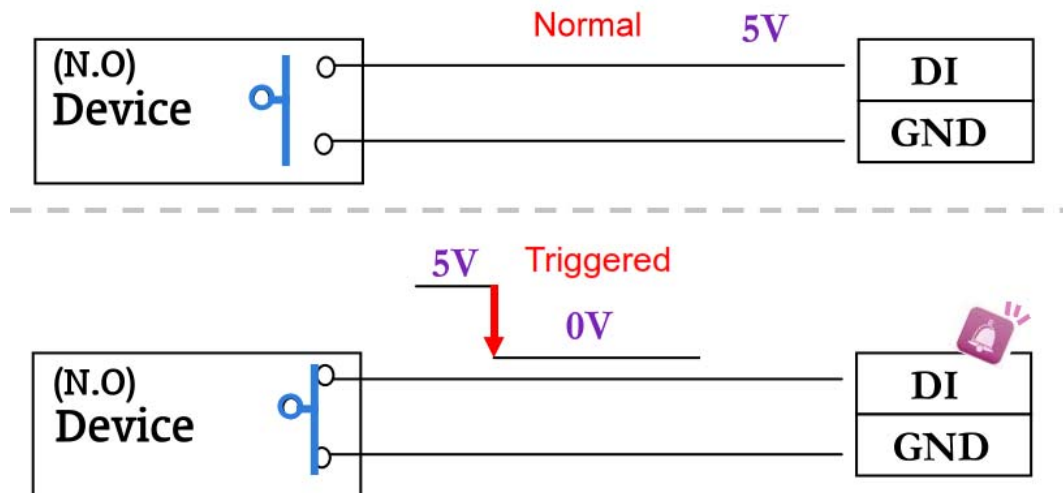 Normal 5V
(N.O)
Device
DI
GND
5V Triggered
0V
(N.O)
Device
DI
GND